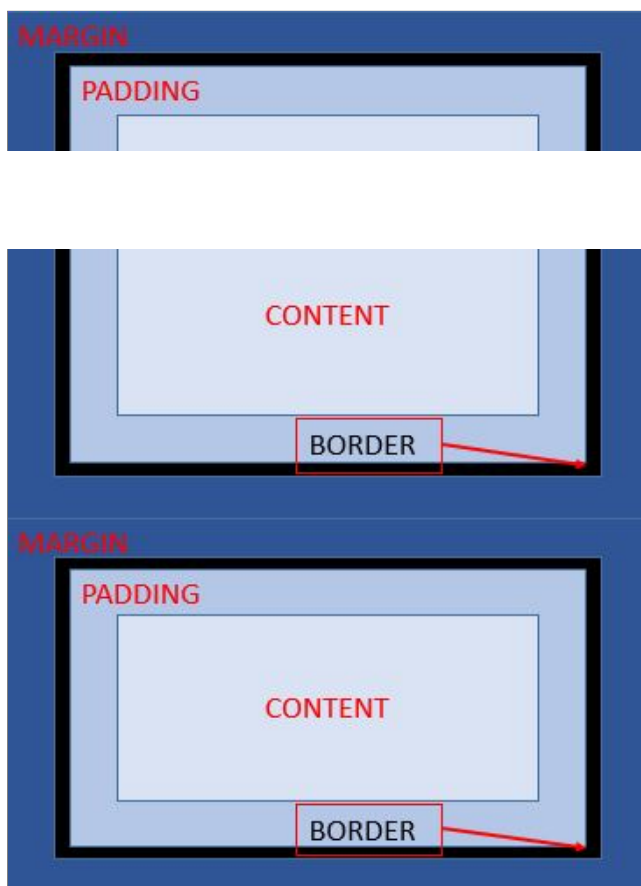 MARGIN
PADDING
CONTENT
BORDER
MARGIN
PADDING
CONTENT
BORDER